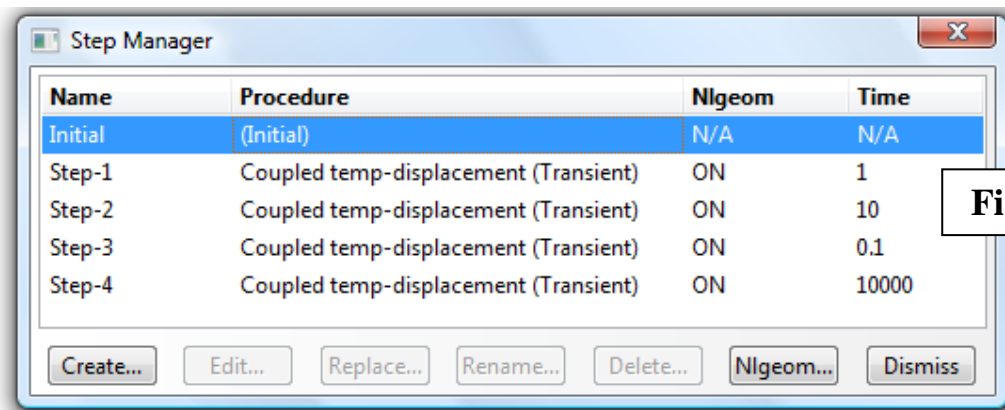 Step Manager
Name Procedure Nlgeom Time
Initial (Initial) N/A N/A
Step-1 Coupled temp-displacement (Transient) ON 1
Step-2 Coupled temp-displacement (Transient) ON 10
Fi
Step-3 Coupled temp-displacement (Transient) ON 0.1
Step-4 Coupled temp-displacement (Transient) ON 10000
Create... Edit... Replace... Rename... Delete... Nlgeom... Dismiss